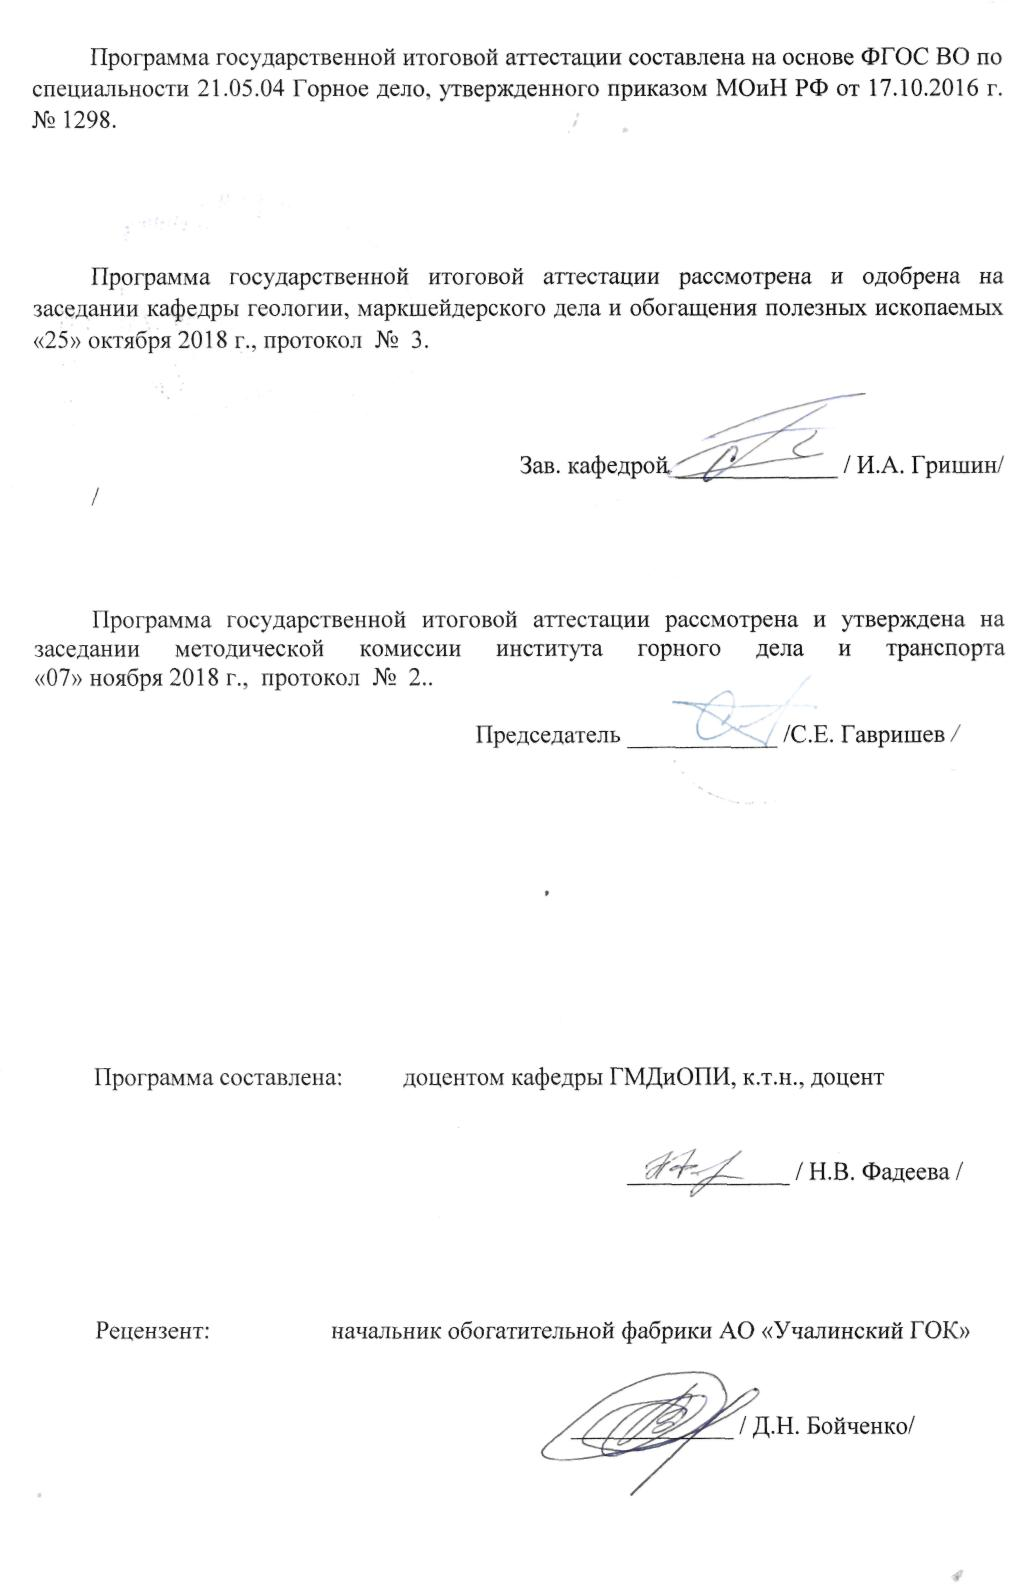 Программа государственной итоговой аттестации составлена на основе ФГОС ВО по
специальности 21.05.04 Горное дело, утвержденного приказом МОиН РФ от 17.10.2016 г.
№ 1298.
Программа государственной итоговой аттестации рассмотрена и одобрена на
заседании кафедры геологии, маркшейдерского дела и обогащения полезных ископаемых
«25» октября 2018 г., протокол № 3.
Зав. кафедрой ____________ / И.А. Гришин/
/
Программа государственной итоговой аттестации рассмотрена и утверждена на
заседании методической комиссии института горного дела и транспорта
«07» ноября 2018 г., протокол № 2..
Председатель ____________ /С.Е. Гавришев /
Программа составлена: доцентом кафедры ГМДиОПИ, к.т.н., доцент
____________ / Н.В. Фадеева /
Рецензент: начальник обогатительной фабрики АО «Учалинский ГОК»
____________ / Д.Н. Бойченко/